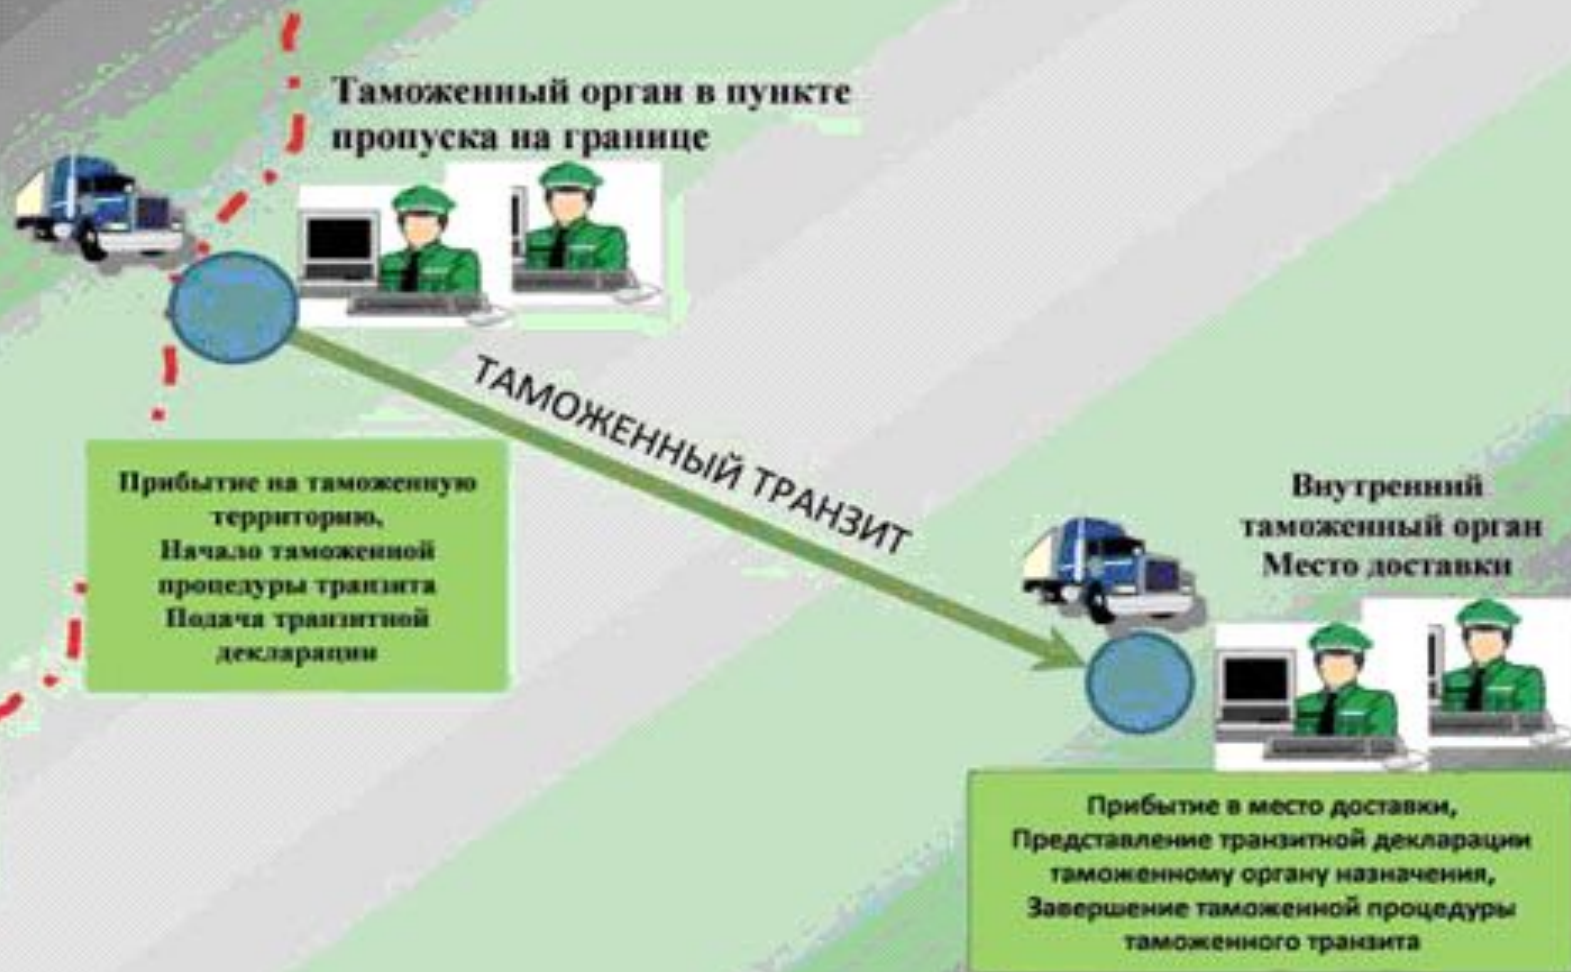 Таможенный орган в пункте
пропуска на границе
ТАМОЖЕННЫЙ ТРАНЗИТ
Прибытие на таможенную
территорию,
Начало таможенной
процедуры транзита
Подача транзитной
декларации
Внутренний
таможенный орган
Место доставки
Прибытие в место доставки,
Представление транзитной декларации
таможенному органу назначения,
Завершение таможенной процедуры
таможенного транзита